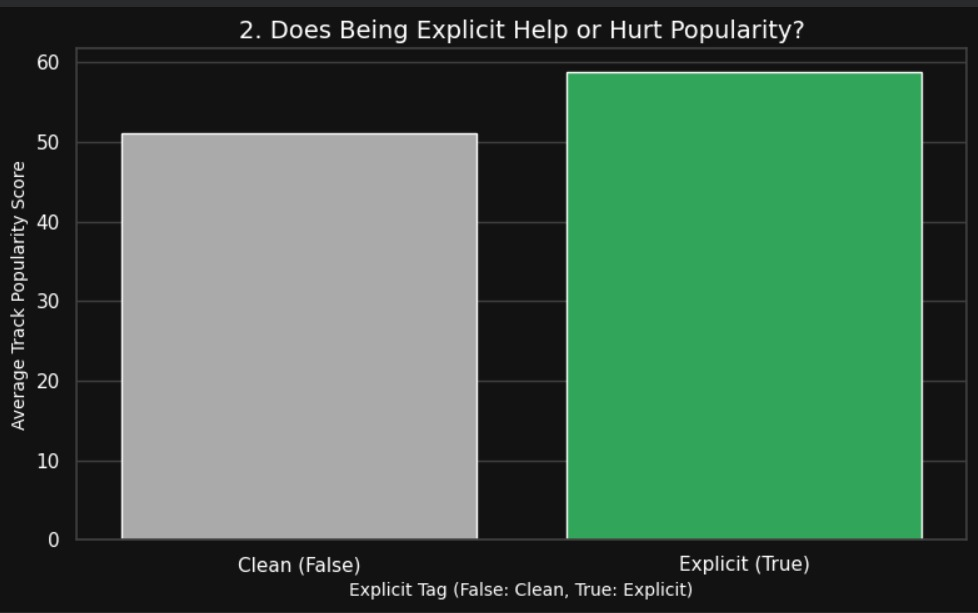 2. Does Being Explicit Help or Hurt Popularity?
Average Track Popularity Score
60
50
40
30
20
10
0
Clean (False)
Explicit (True)
Explicit Tag (False: Clean, True: Explicit)